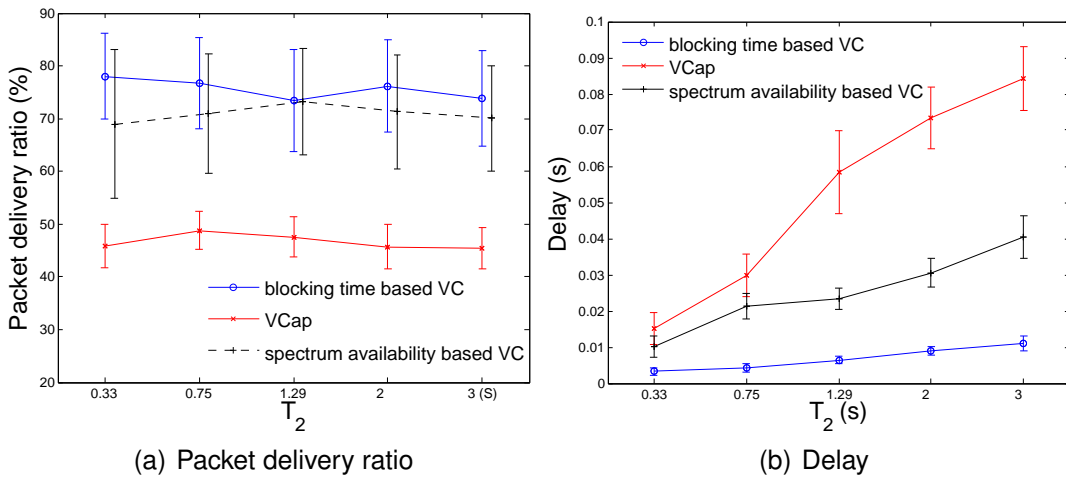 90
80
70
60
50
40
30
20
Packet delivery ratio (%)
blocking time based VC
VCap
spectrum availability based VC
0.33 0.75 1.29 2 3 (S)
T2
(a) Packet delivery ratio
0.1
0.09
0.08
0.07
0.06
0.05
0.04
0.03
0.02
0.01
0
Delay (s)
blocking time based VC
VCap
spectrum availability based VC
0.33 0.75 1.29 2 3
T2 (s)
(b) Delay